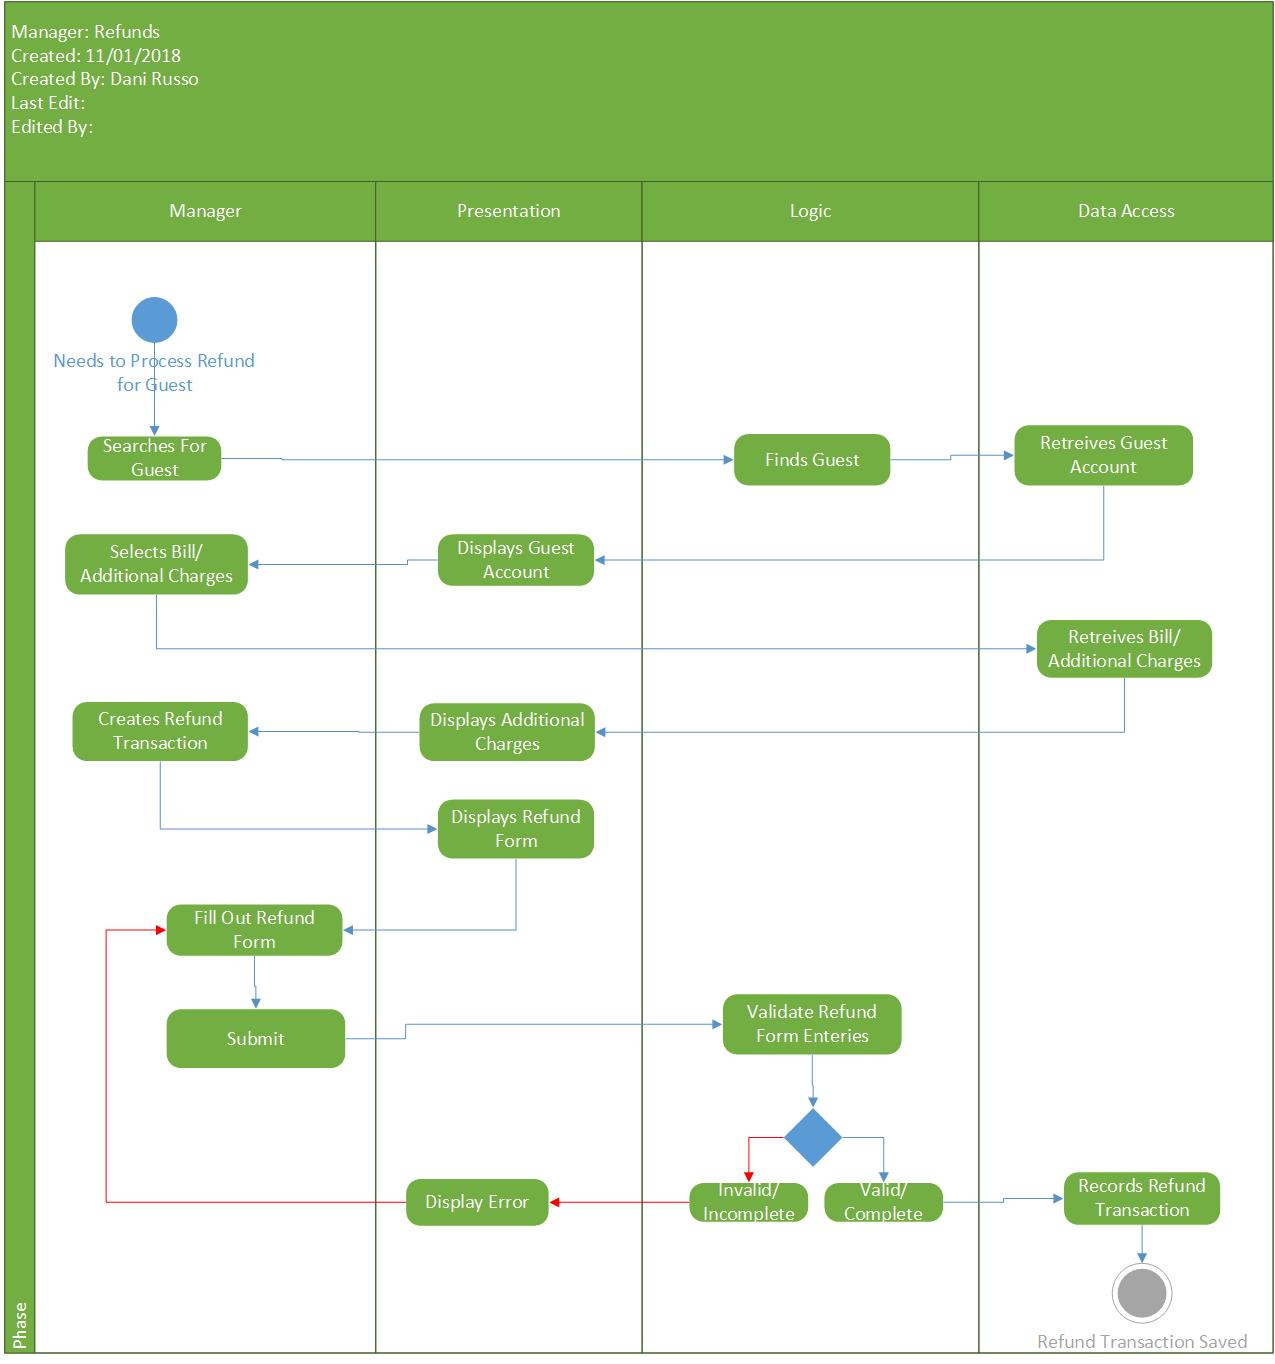 Manager: Refunds
Created: 11/01/2018
Created By: Dani Russo
Last Edit:
Edited By:
Manager
Presentation
Logic
Data Access
Needs to Process Refund
for Guest
Searches For
Guest
Finds Guest
Retreives Guest
Account
Selects Bill/
Additional Charges
Displays Guest
Account
Retreives Bill/
Additional Charges
Creates Refund
Transaction
Displays Additional
Charges
Displays Refund
Form
Fill Out Refund
Form
Submit
Validate Refund
Form Enteries
Display Error
Invalid/
Incomplete
Valid/
Complete
Records Refund
Transaction
Refund Transaction Saved
Phase